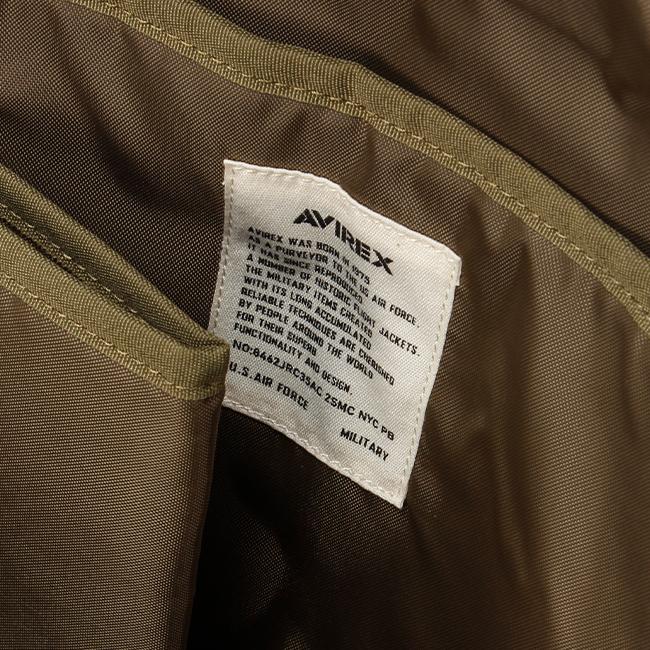 AVIREX
AVIREX WAS BORN IN 1975
AS A PURVEYOR TO THE US AIR FORCE.
IT HAS SINCE REPRODUCED
A NUMBER OF HISTORIC FLIGHT JACKETS.
THE MILITARY ITEMS CREATED
WITH ITS LONG ACCUMULATED
RELIABLE TECHNIQUES ARE CHERISHED
BY PEOPLE AROUND THE WORLD
FOR THEIR SUPERB
FUNCTIONALITY AND DESIGN.
NO:6462JRC35AC 2SMC NYC PB
U.S.AIR FORCE
MILITARY